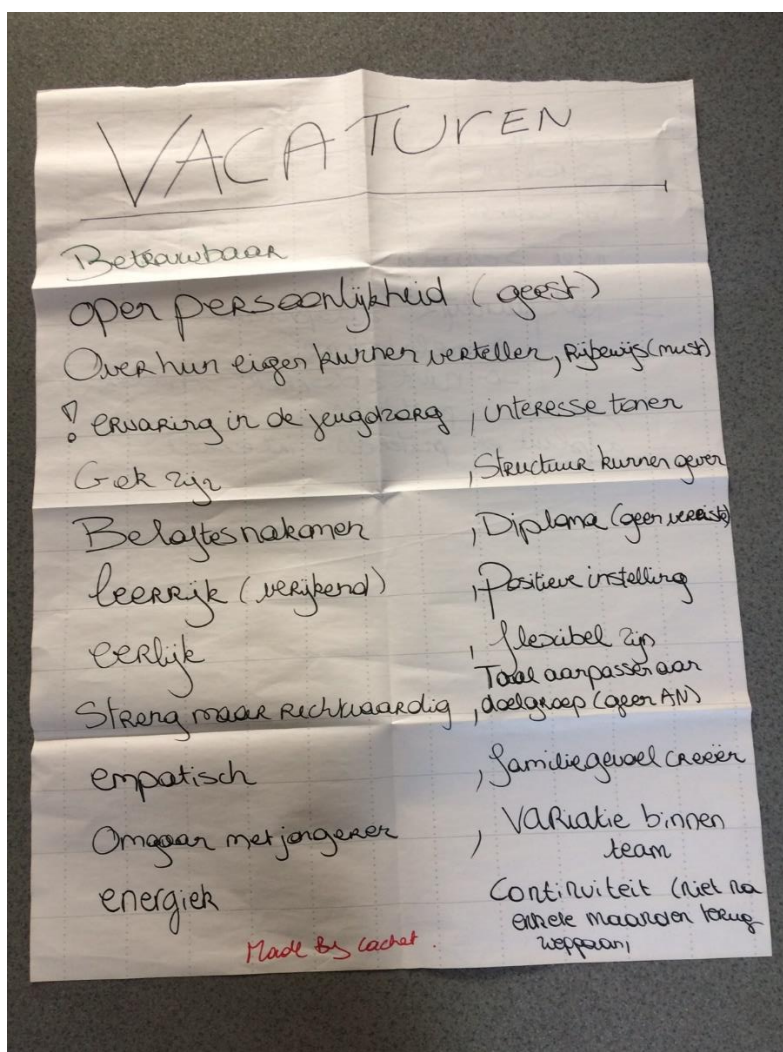 VACATUREN
Betrouwbaar
open persoonlijkheid (geest)
Over hun eigen kunnen vertellen, Rijbewijs (must)
! ervaring in de jeugdzorg , interesse tonen
Gek zijn , Structuur kunnen geven
Beloftes nakomen , Diploma (geen vereiste)
leerrijk (verijkend) , Positieve instelling
eerlijk , flexibel zijn
Taal aanpassen aan
Streng maar rechtvaardig , doelgroep (geen AN)
empatisch , familiegevoel creeër
Omgaan met jongeren , Variatie binnen
team
energiek Continuiteit (niet na
enkele maanden terug
weggaan)
Made By Cachet.